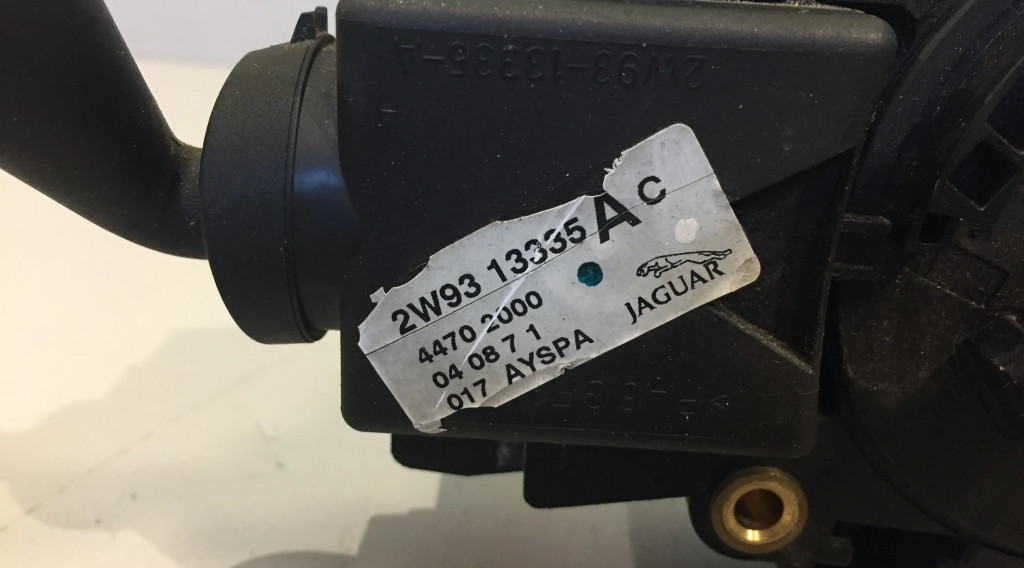 2W93-13335-A
2W93 13335 A C
4470 2000
04 08 7 1
017 AYSPA
JAGUAR